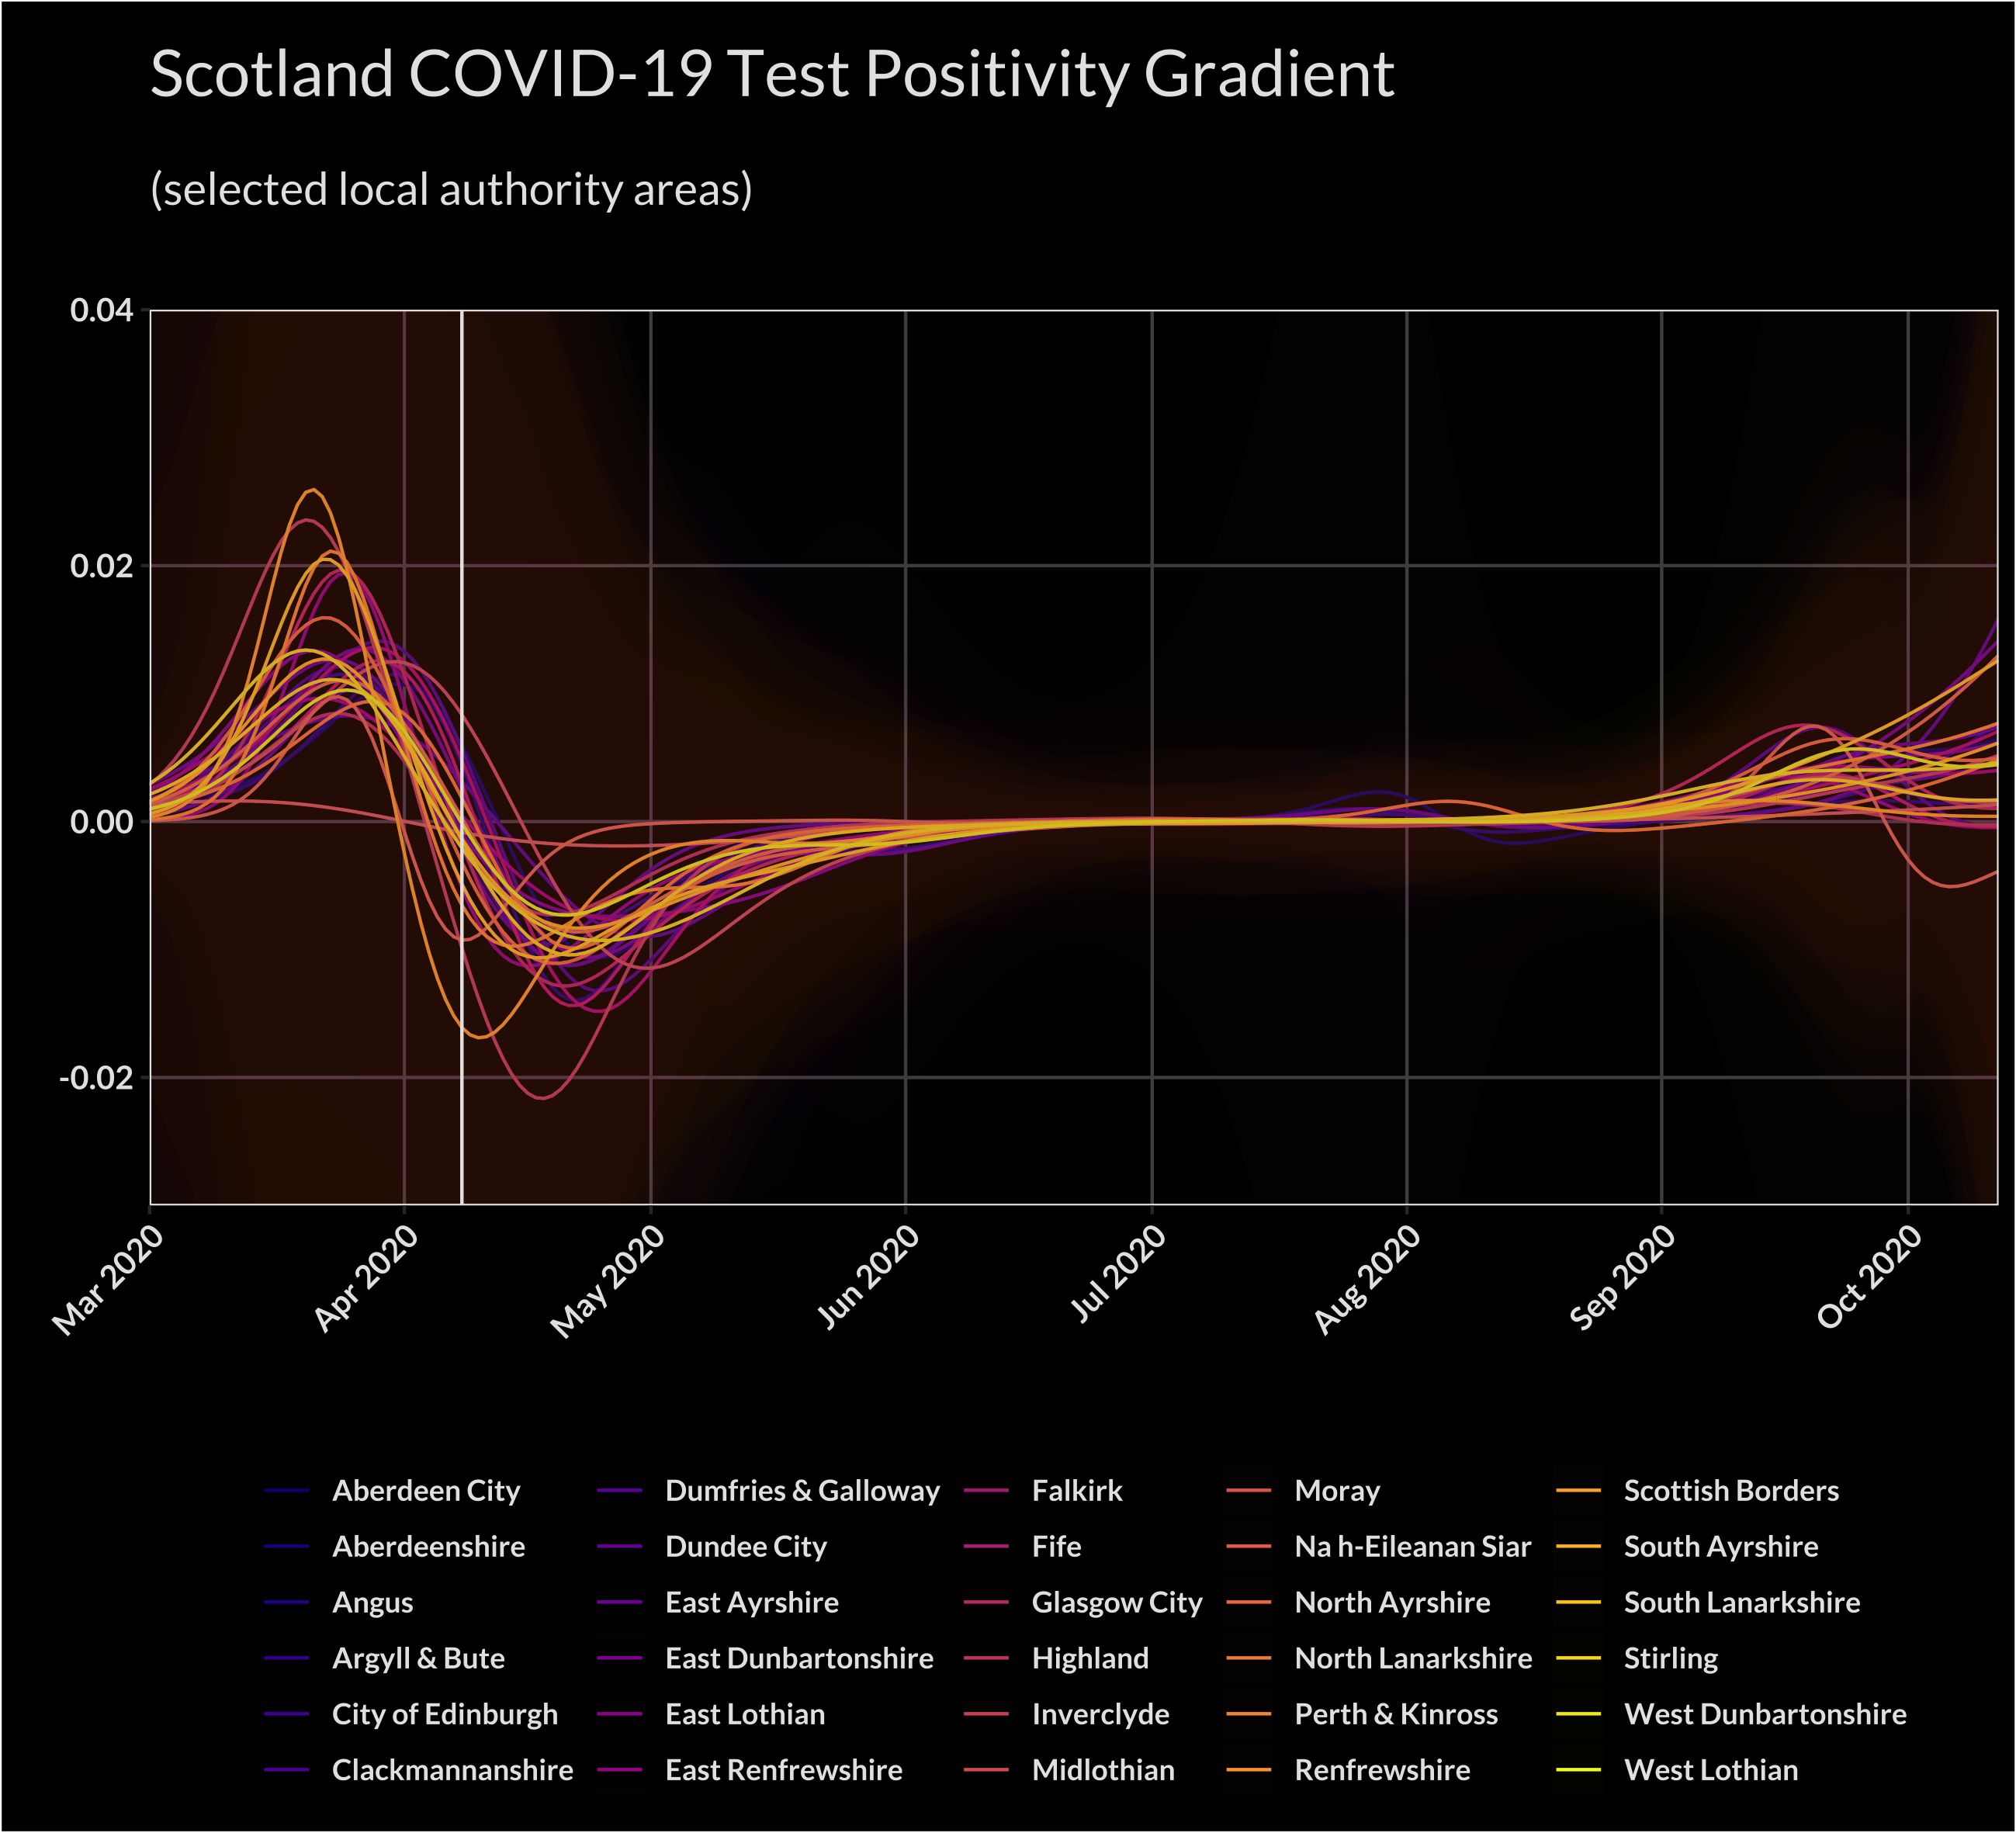 Scotland COVID-19 Test Positivity Gradient
(selected local authority areas)
0.04
0.02
0.00
-0.02
Mar 2020
Apr 2020
May 2020
Jun 2020
Jul 2020
Aug 2020
Sep 2020
Oct 2020
Aberdeen City
Aberdeenshire
Angus
Argyll & Bute
City of Edinburgh
Clackmannanshire
Dumfries & Galloway
Dundee City
East Ayrshire
East Dunbartonshire
East Lothian
East Renfrewshire
Falkirk
Fife
Glasgow City
Highland
Inverclyde
Midlothian
Moray
Na h-Eileanan Siar
North Ayrshire
North Lanarkshire
Perth & Kinross
Renfrewshire
Scottish Borders
South Ayrshire
South Lanarkshire
Stirling
West Dunbartonshire
West Lothian